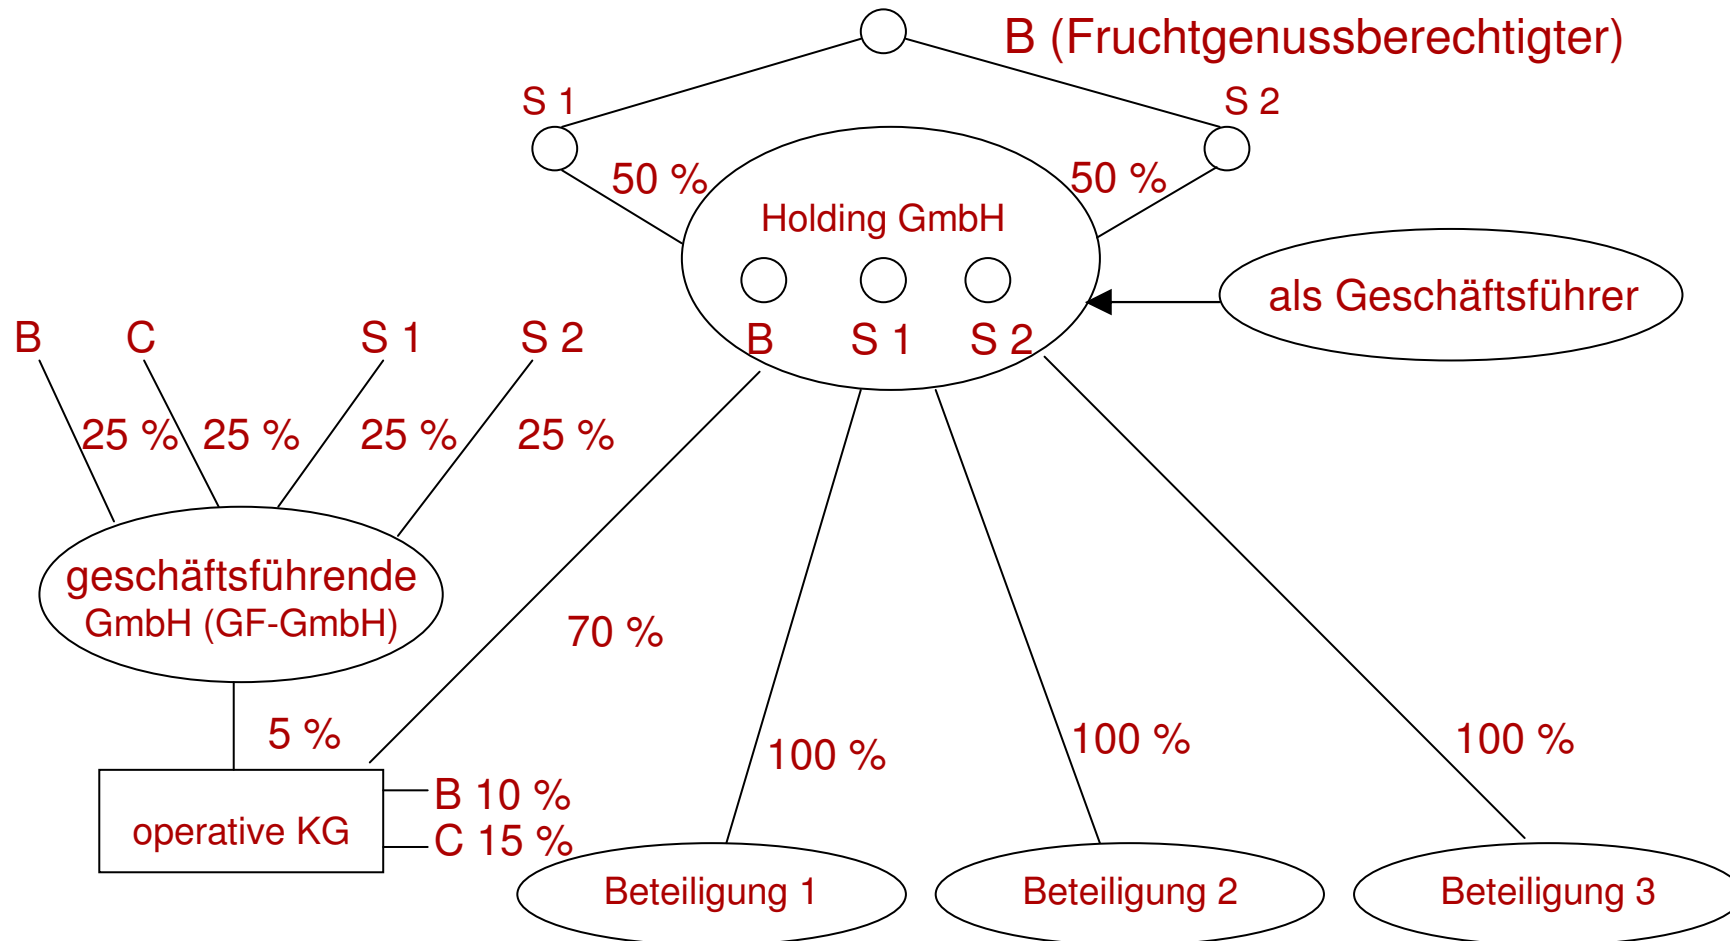 B (Fruchtgenussberechtigter)
S 1
S 2
50 %
50 %
Holding GmbH
B
S 1
S 2
als Geschäftsführer
B
C
S 1
S 2
25 %
25 %
25 %
25 %
geschäftsführende
GmbH (GF-GmbH)
70 %
5 %
100 %
100 %
100 %
operative KG
B 10 %
C 15 %
Beteiligung 1
Beteiligung 2
Beteiligung 3